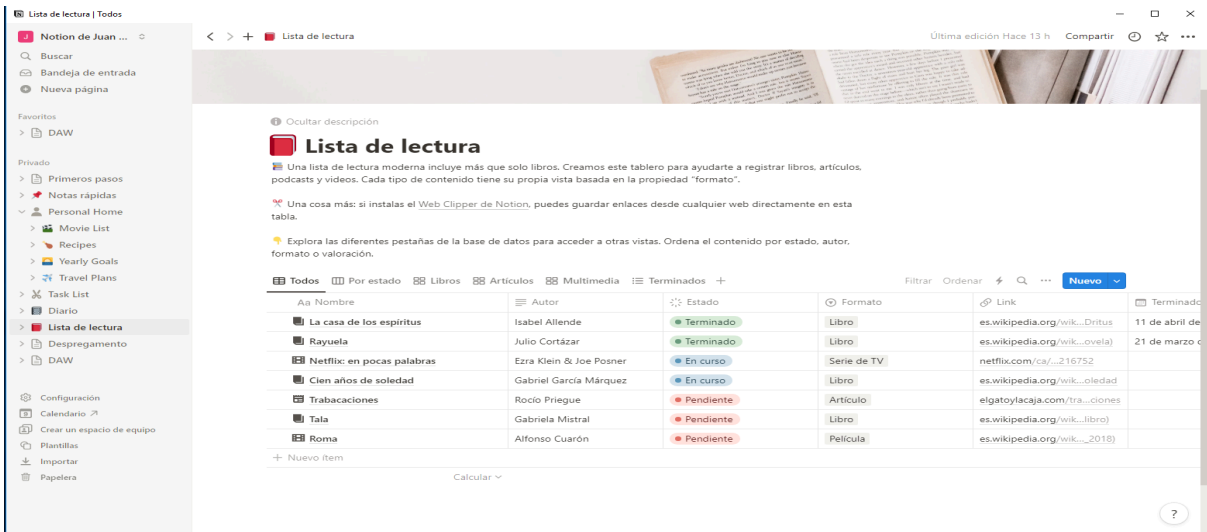 Lista de lectura | Todos
J Notion de Juan ...
Lista de lectura
Última edición Hace 13 h Compartir
Buscar
Bandeja de entrada
Nueva página
Favoritos
DAW
Privado
Primeros pasos
Notas rápidas
Personal Home
Movie List
Recipes
Yearly Goals
Travel Plans
Task List
Diario
Lista de lectura
Despregamento
DAW
Configuración
Calendario ↗
Crear un espacio de equipo
Plantillas
Importar
Papelera
Ocultar descripción
Lista de lectura
Una lista de lectura moderna incluye más que solo libros. Creamos este tablero para ayudarte a registrar libros, artículos,
podcasts y videos. Cada tipo de contenido tiene su propia vista basada en la propiedad "formato".
Una cosa más: si instalas el Web Clipper de Notion, puedes guardar enlaces desde cualquier web directamente en esta
tabla.
Explora las diferentes pestañas de la base de datos para acceder a otras vistas. Ordena el contenido por estado, autor,
formato o valoración.
Todos Por estado Libros Artículos Multimedia Terminados + Filtrar Ordenar ... Nuevo
Aa Nombre Autor Estado Formato Link Terminado
La casa de los espíritus Isabel Allende Terminado Libro es.wikipedia.org/wik...Dritus 11 de abril de
Rayuela Julio Cortázar Terminado Libro es.wikipedia.org/wik...ovela) 21 de marzo
Netflix: en pocas palabras Ezra Klein & Joe Posner En curso Serie de TV netflix.com/ca/...216752
Cien años de soledad Gabriel García Márquez En curso Libro es.wikipedia.org/wik...oledad
Trabacaciones Rocío Priegue Pendiente Artículo elgatoylacaja.com/tra...ciones
Tala Gabriela Mistral Pendiente Libro es.wikipedia.org/wik...libro)
Roma Alfonso Cuarón Pendiente Película es.wikipedia.org/wik..._2018)
+ Nuevo ítem
Calcular
?